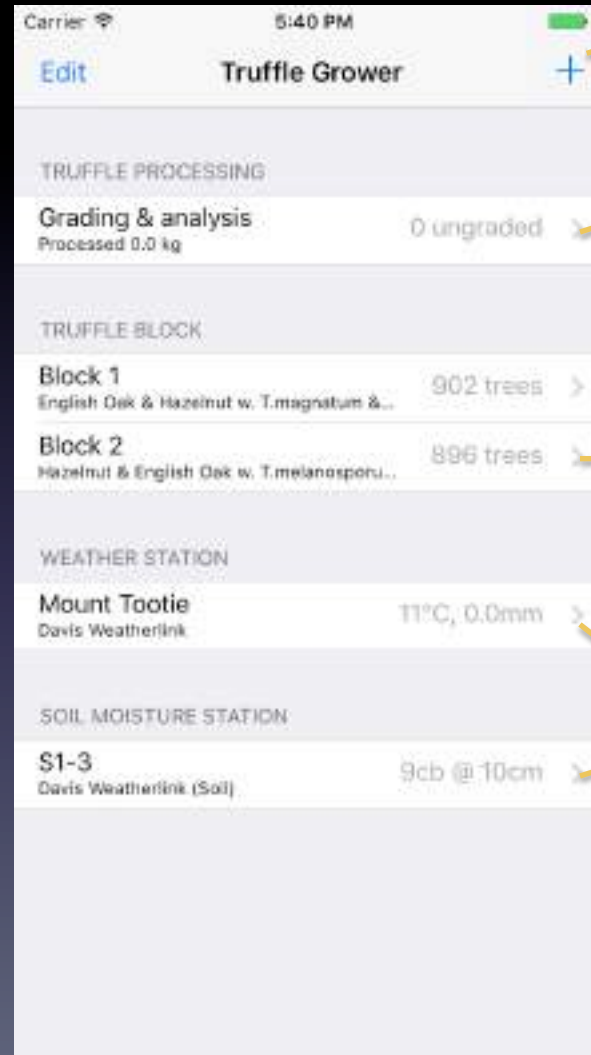 Carrier 5:40 PM
Edit Truffle Grower +
TRUFFLE PROCESSING
Grading & analysis 0 ungraded
Processed 0.0 kg
TRUFFLE BLOCK
Block 1 902 trees
English Oak & Hazelnut w. T.magnatum &...
Block 2 896 trees
Hazelnut & English Oak w. T.melanosporu...
WEATHER STATION
Mount Tootie 11°C, 0.0mm
Davis Weatherlink
SOIL MOISTURE STATION
S1-3 9cb @ 10cm
Davis Weatherlink (Soil)